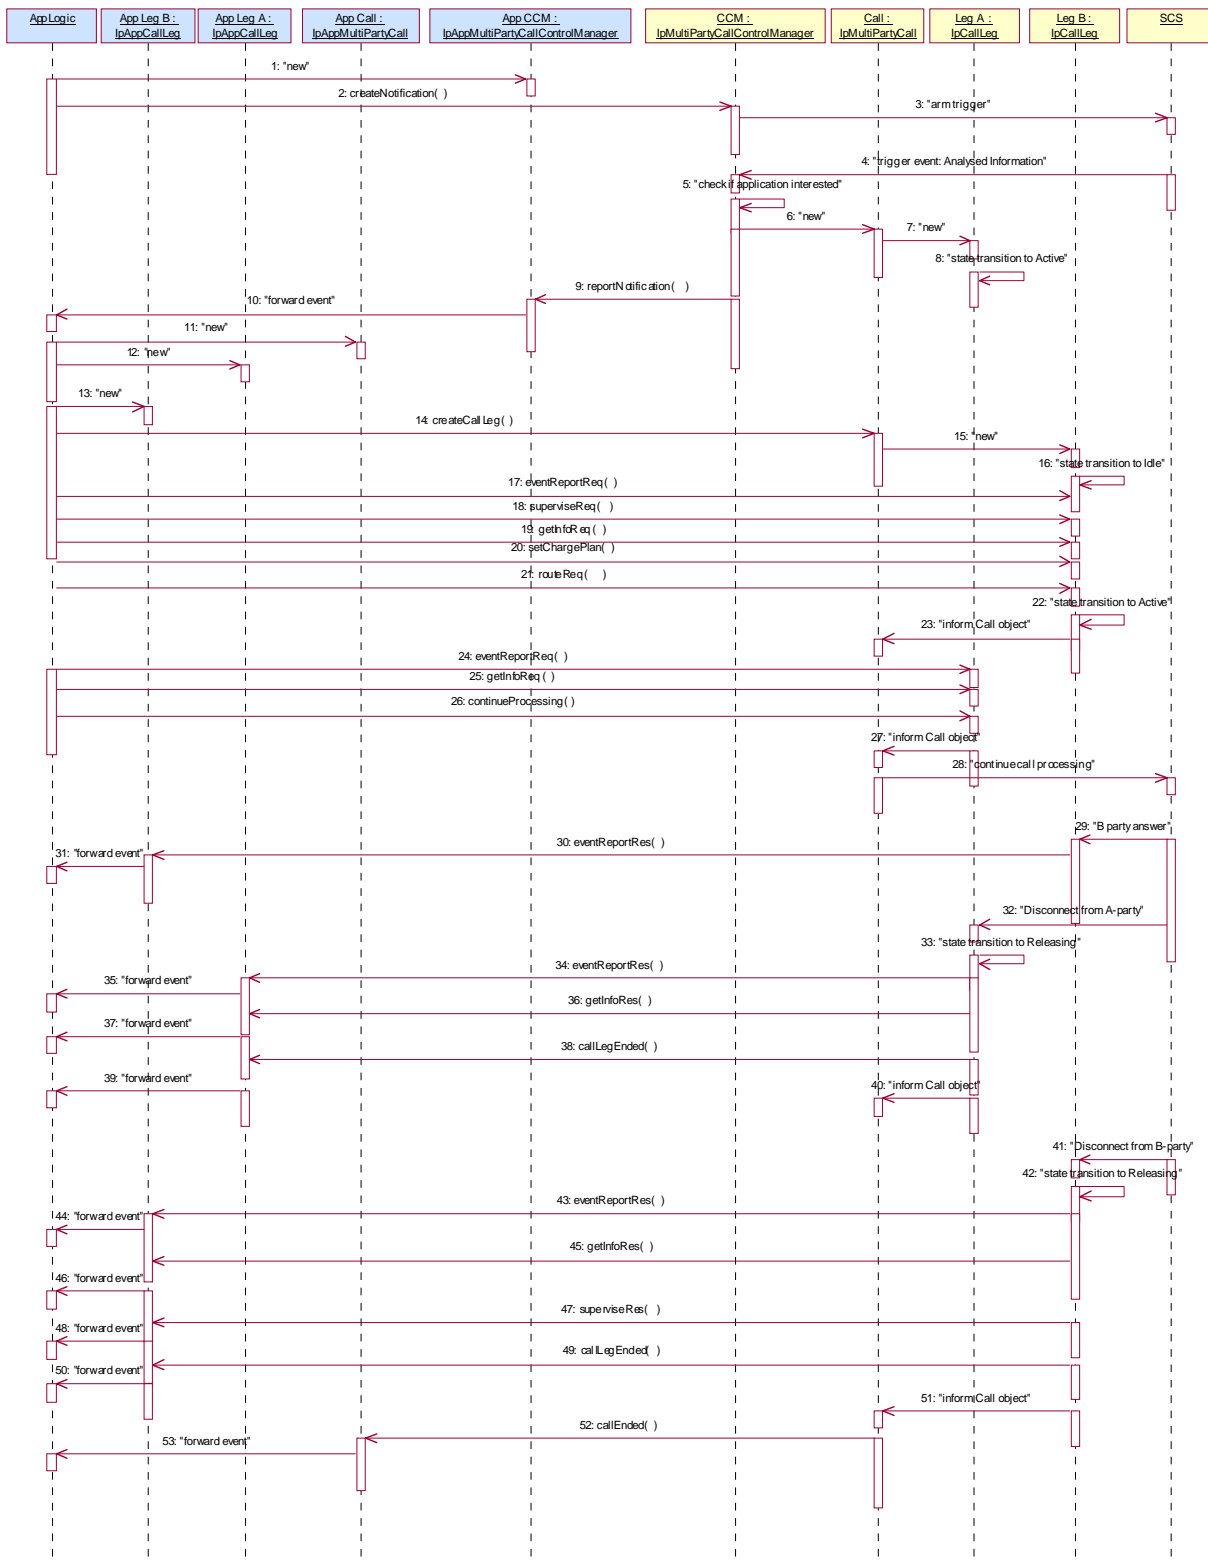 AppLogic
App Leg B :
IpAppCallLeg
App Leg A :
IpAppCallLeg
App Call :
IpAppMultiPartyCall
App CCM :
IpAppMultiPartyCallControlManager
CCM :
IpMultiPartyCallControlManager
Call :
IpMultiPartyCall
Leg A :
IpCallLeg
Leg B :
IpCallLeg
SCS
1: "new"
2: createNotification( )
3: "arm trigger"
4: "trigger event: Analysed Information"
5: "check if application interested"
6: "new"
7: "new"
8: "state transition to Active"
9: reportNotification( )
10: "forward event"
11: "new"
12: "new"
13: "new"
14: createCallLeg( )
15: "new"
16: "state transition to Idle"
17: eventReportReq( )
18: superviseReq( )
19: getInfoReq( )
20: setChargePlan( )
21: routeReq( )
22: "state transition to Active"
23: "inform Call object"
24: eventReportReq( )
25: getInfoReq( )
26: continueProcessing( )
27: "inform Call object"
28: "continue call processing"
29: "B party answer"
30: eventReportRes( )
31: "forward event"
32: "Disconnect from A-party"
33: "state transition to Releasing"
34: eventReportRes( )
35: "forward event"
36: getInfoRes( )
37: "forward event"
38: callLegEnded( )
39: "forward event"
40: "inform Call object"
41: "Disconnect from B-party"
42: "state transition to Releasing"
43: eventReportRes( )
44: "forward event"
45: getInfoRes( )
46: "forward event"
47: superviseRes( )
48: "forward event"
49: callLegEnded( )
50: "forward event"
51: "inform Call object"
52: callEnded( )
53: "forward event"